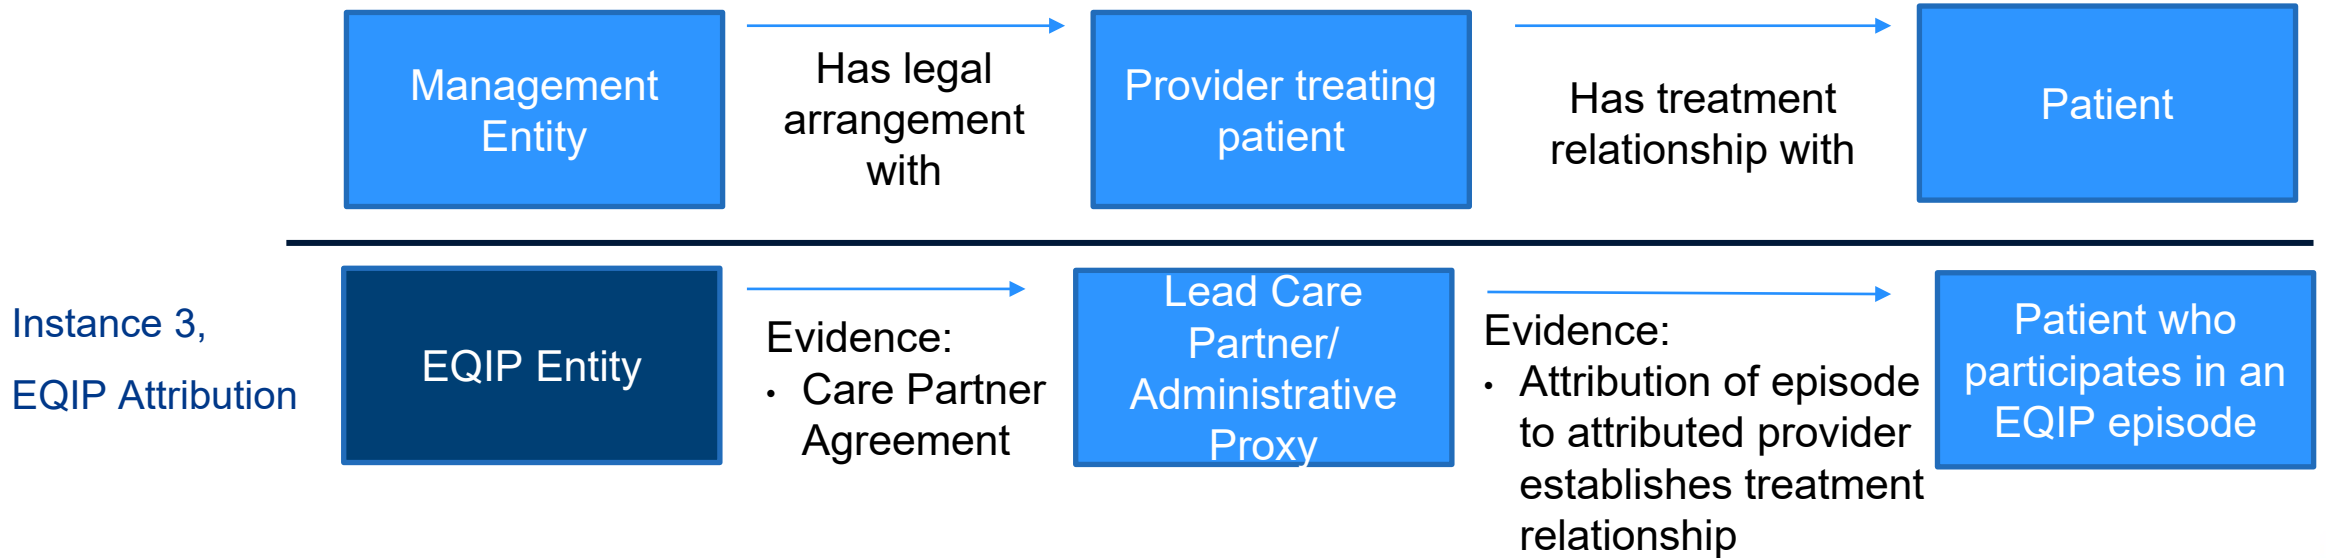 Management
Entity
Has legal
arrangement
with
Provider treating
patient
Has treatment
relationship with
Patient
Instance 3,
EQIP Attribution
EQIP Entity
Evidence:
• Care Partner
Agreement
Lead Care
Partner/
Administrative
Proxy
Evidence:
• Attribution of episode
to attributed provider
establishes treatment
relationship
Patient who
participates in an
EQIP episode